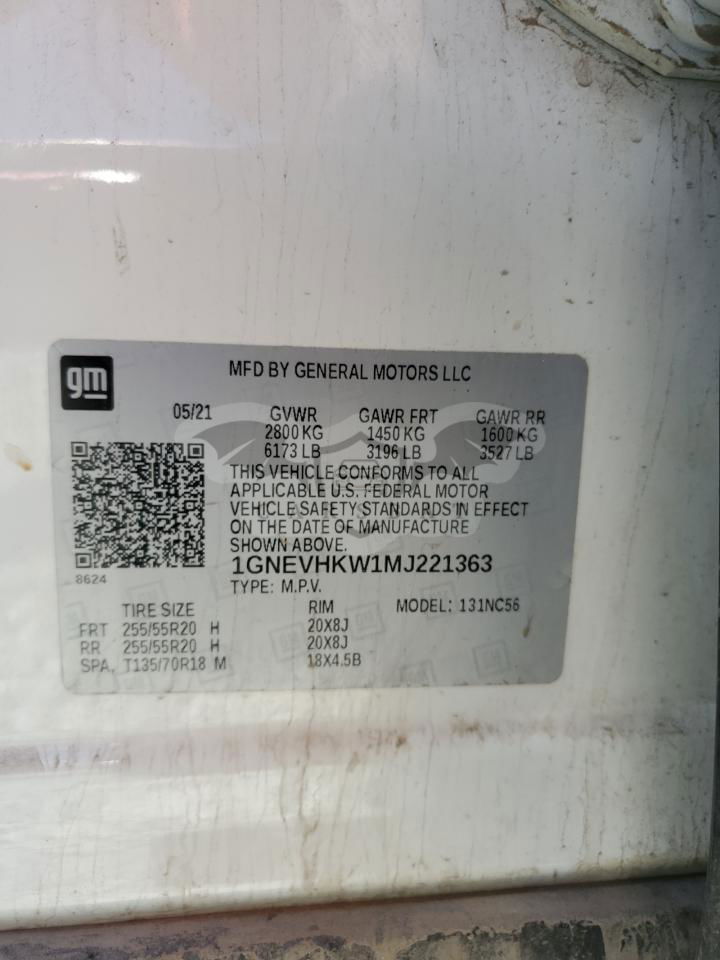 gm
MFD BY GENERAL MOTORS LLC
05/21 GVWR GAWR FRT GAWR RR
2800 KG 1450 KG 1600 KG
6173 LB 3196 LB 3527 LB
THIS VEHICLE CONFORMS TO ALL
APPLICABLE U.S. FEDERAL MOTOR
VEHICLE SAFETY STANDARDS IN EFFECT
ON THE DATE OF MANUFACTURE
SHOWN ABOVE.
8624
1GNEVHKW1MJ221363
TYPE: M.P.V.
TIRE SIZE RIM MODEL: 131NC56
FRT 255/55R20 H 20X8J
RR 255/55R20 H 20X8J
SPA, T135/70R18 M 18X4.5B